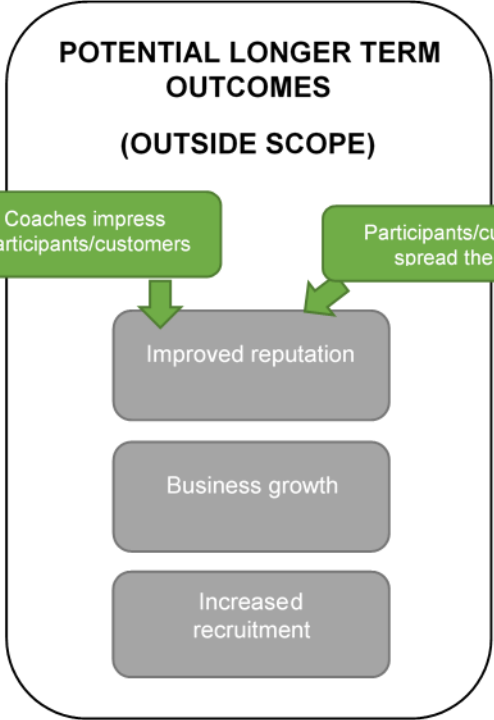 POTENTIAL LONGER TERM
OUTCOMES
(OUTSIDE SCOPE)
Coaches impress
articipants/customers
Participants/cu
spread the
Improved reputation
Business growth
Increased
recruitment